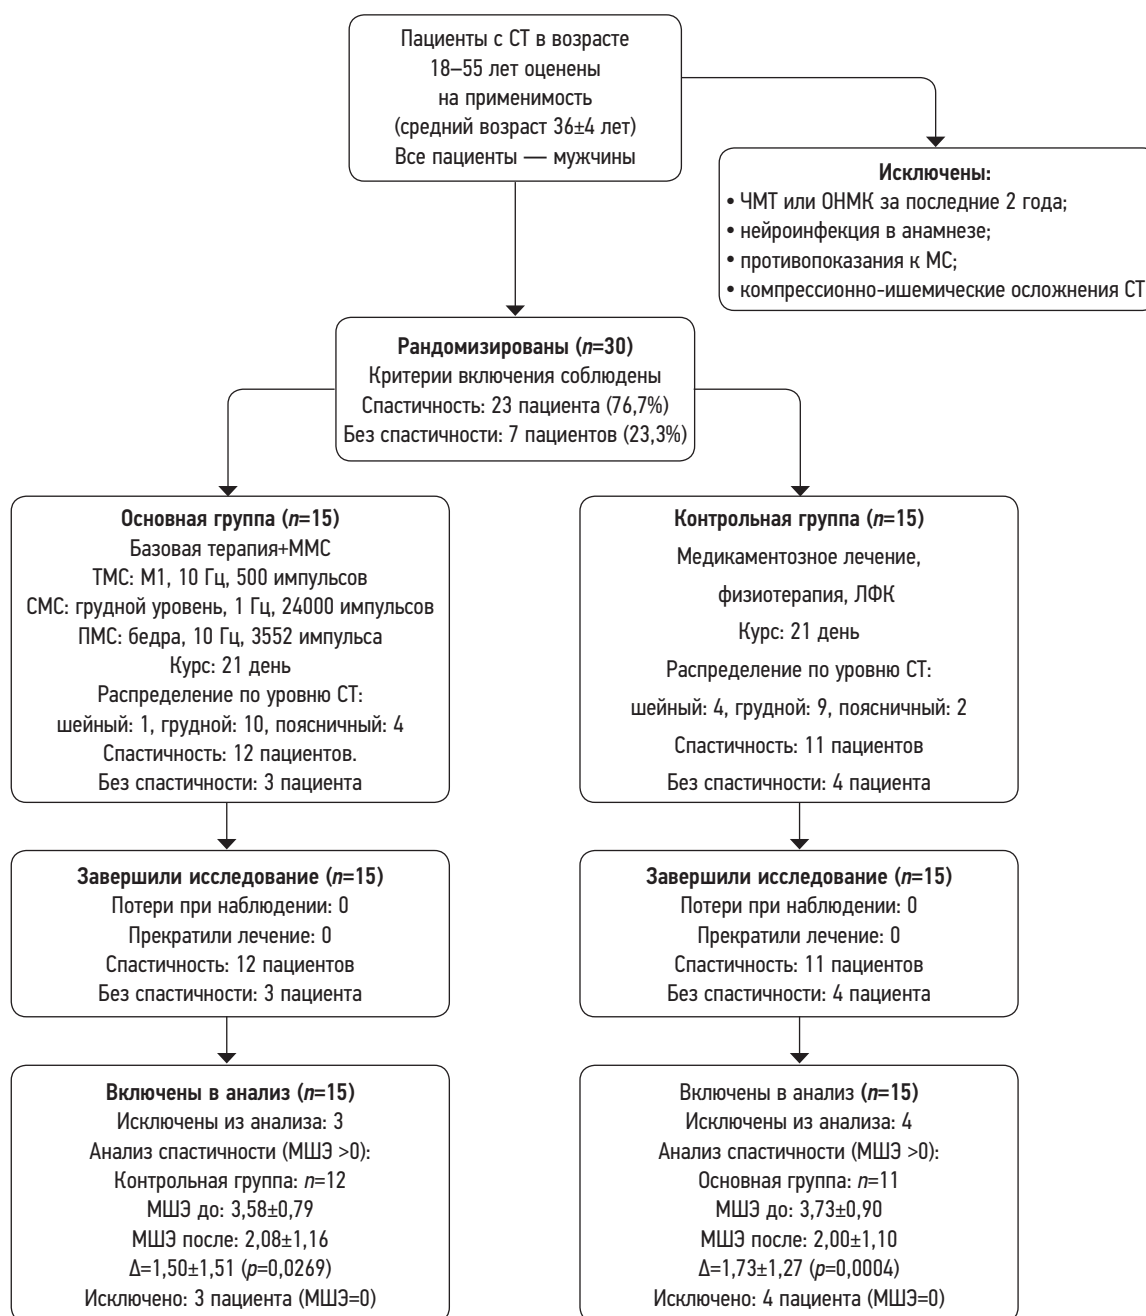 Пациенты с СТ в возрасте
18–55 лет оценены
на применимость
(средний возраст 36±4 лет)
Все пациенты — мужчины
Исключены:
• ЧМТ или ОНМК за последние 2 года;
• нейроинфекция в анамнезе;
• противопоказания к МС;
• компрессионно-ишемические осложнения СТ
Рандомизированы (n=30)
Критерии включения соблюдены
Спастичность: 23 пациента (76,7%)
Без спастичности: 7 пациентов (23,3%)
Основная группа (n=15)
Базовая терапия+ММС
ТМС: М1, 10 Гц, 500 импульсов
СМС: грудной уровень, 1 Гц, 24000 импульсов
ПМС: бедра, 10 Гц, 3552 импульса
Курс: 21 день
Распределение по уровню СТ:
шейный: 1, грудной: 10, поясничный: 4
Спастичность: 12 пациентов.
Без спастичности: 3 пациента
Контрольная группа (n=15)
Медикаментозное лечение,
физиотерапия, ЛФК
Курс: 21 день
Распределение по уровню СТ:
шейный: 4, грудной: 9, поясничный: 2
Спастичность: 11 пациентов
Без спастичности: 4 пациента
Завершили исследование (n=15)
Потери при наблюдении: 0
Прекратили лечение: 0
Спастичность: 12 пациентов
Без спастичности: 3 пациента
Завершили исследование (n=15)
Потери при наблюдении: 0
Прекратили лечение: 0
Спастичность: 11 пациентов
Без спастичности: 4 пациента
Включены в анализ (n=15)
Исключены из анализа: 3
Анализ спастичности (МШЭ >0):
Контрольная группа: n=12
МШЭ до: 3,58±0,79
МШЭ после: 2,08±1,16
Δ=1,50±1,51 (p=0,0269)
Исключено: 3 пациента (МШЭ=0)
Включены в анализ (n=15)
Исключены из анализа: 4
Анализ спастичности (МШЭ >0):
Основная группа: n=11
МШЭ до: 3,73±0,90
МШЭ после: 2,00±1,10
Δ=1,73±1,27 (p=0,0004)
Исключено: 4 пациента (МШЭ=0)